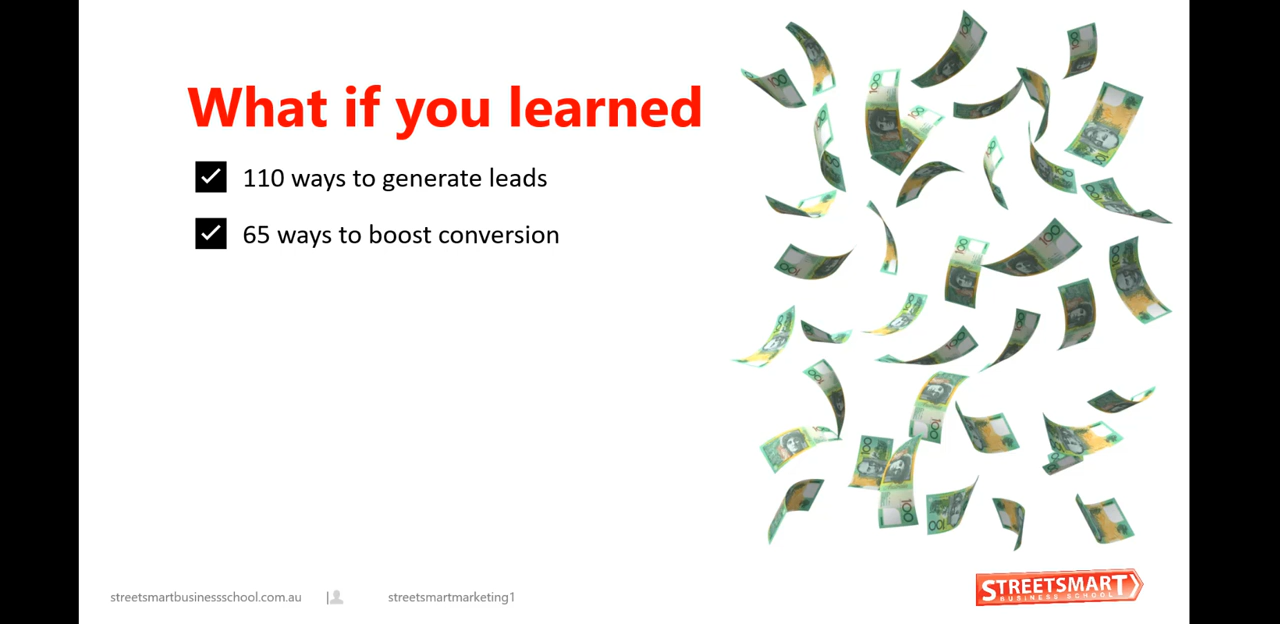 What if you learned
110 ways to generate leads
65 ways to boost conversion
streetsmartbusinessschool.com.au
streetsmartmarketing1
STREETSMART
BUSINESS SCHOOL